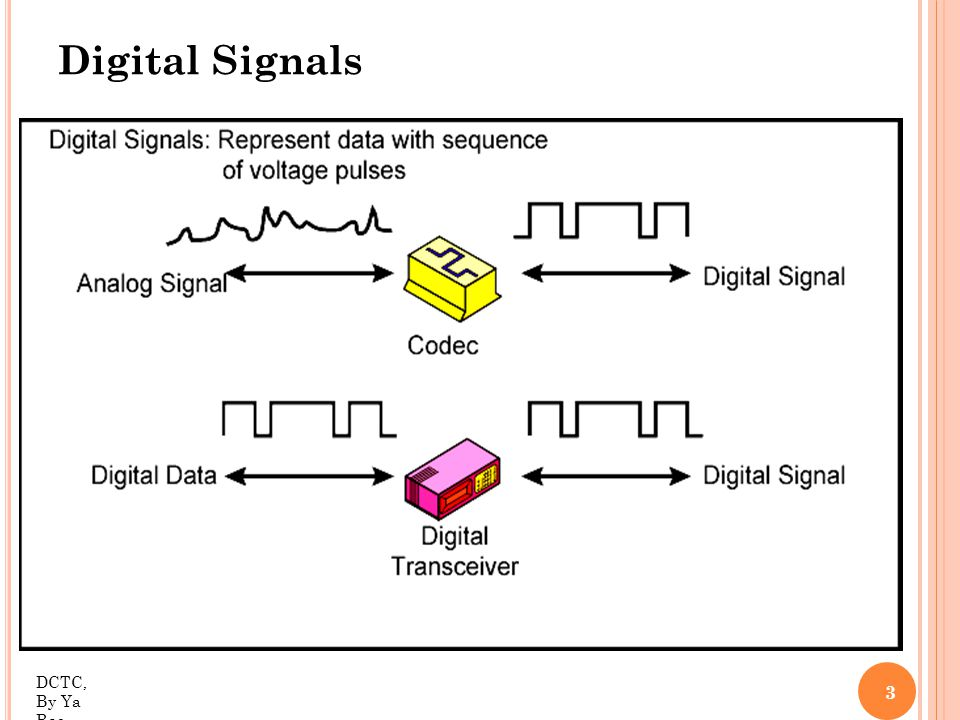 Digital Signals
Digital Signals: Represent data with sequence
of voltage pulses
Analog Signal
Digital Signal
Codec
Digital Data
Digital Signal
Digital
Transceiver
DCTC,
By Ya
3